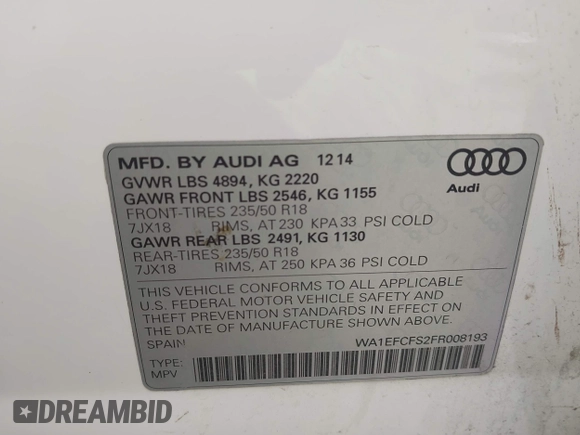 MFD. BY AUDI AG 12 14
GVWR LBS 4894, KG 2220
GAWR FRONT LBS 2546, KG 1155
FRONT-TIRES 235/50 R18
7JX18 RIMS, AT 230 KPA 33 PSI COLD
GAWR REAR LBS 2491, KG 1130
REAR-TIRES 235/50 R18
7JX18 RIMS, AT 250 KPA 36 PSI COLD
Audi
THIS VEHICLE CONFORMS TO ALL APPLICABLE
U.S. FEDERAL MOTOR VEHICLE SAFETY AND
THEFT PREVENTION STANDARDS IN EFFECT ON
THE DATE OF MANUFACTURE SHOWN ABOVE.
SPAIN WA1EFCFS2FR008193
TYPE:
MPV
DREAMBID